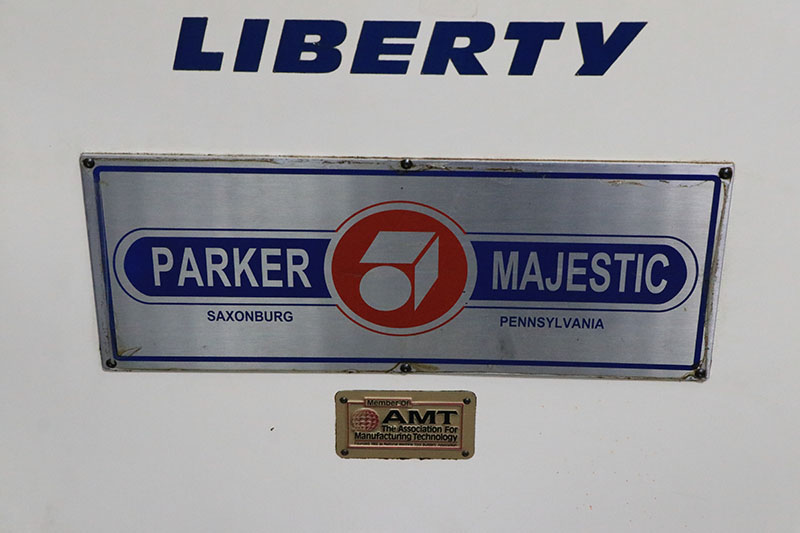 LIBERTY
PARKER MAJESTIC
SAXONBURG PENNSYLVANIA
Member Of
AMT
The Association For
Manufacturing Technology